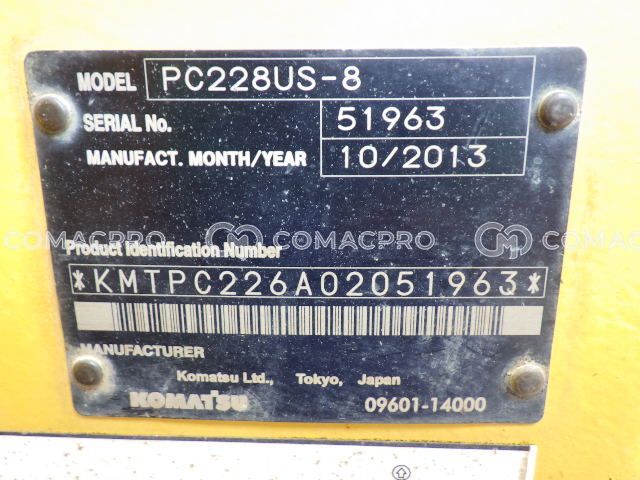 MODEL PC228US-8
SERIAL No. 51963
MANUFACT. MONTH/YEAR 10/2013
COMACPRO COMACPRO COMACPRO
Product Identification Number
*KMTPC226A02051963*
MANUFACTURER
Komatsu Ltd., Tokyo, Japan
KOMATSU 09601-14000